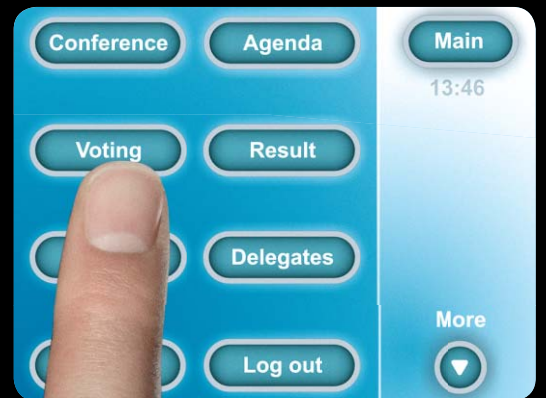 Conference Agenda Main
13:46
Voting Result
Delegates
More
Log out